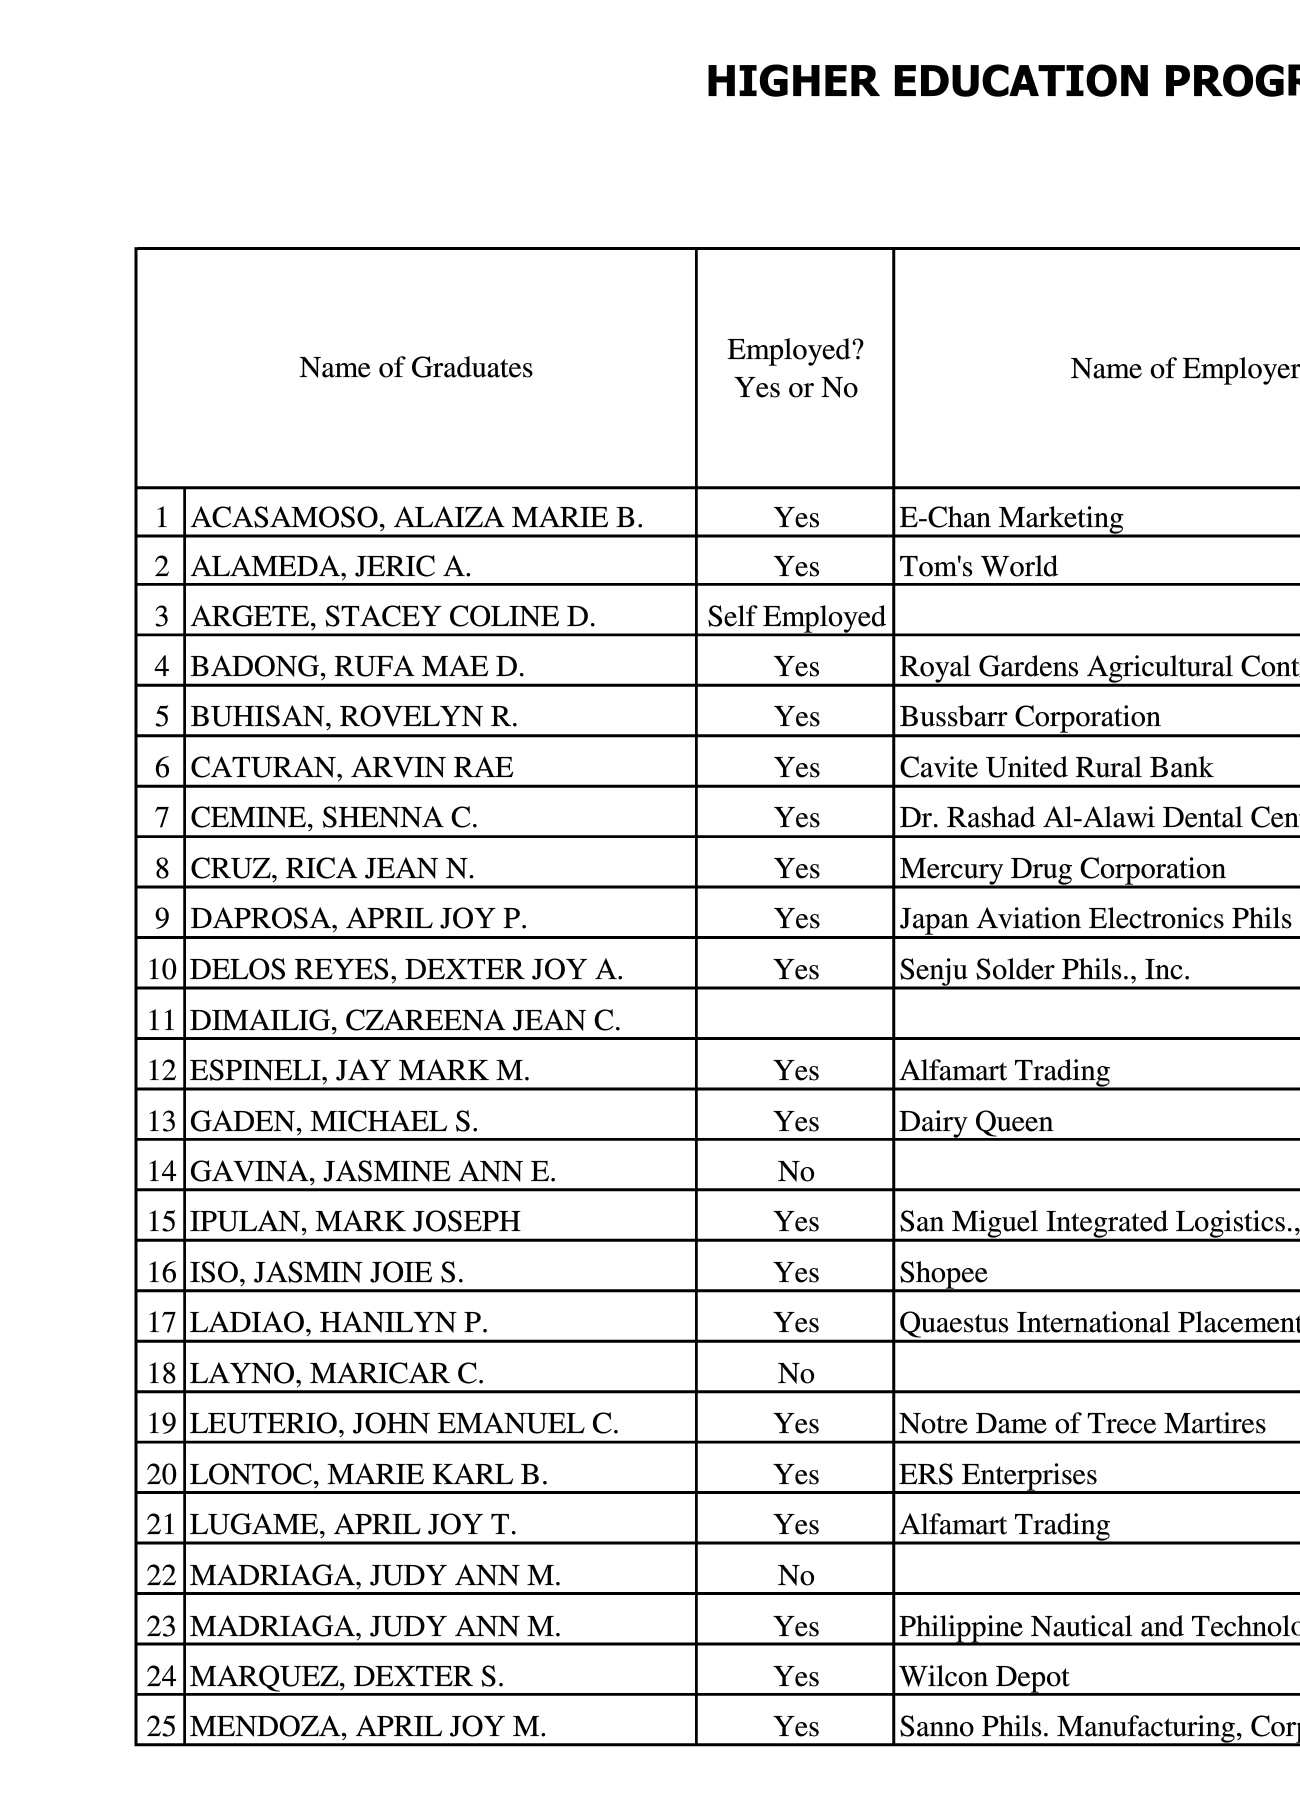 HIGHER EDUCATION PROGR
Name of Graduates
Employed?
Yes or No
Name of Employer
1 ACASAMOSO, ALAIZA MARIE B. Yes E-Chan Marketing
2 ALAMEDA, JERIC A. Yes Tom's World
3 ARGETE, STACEY COLINE D. Self Employed
4 BADONG, RUFA MAE D. Yes Royal Gardens Agricultural Cont
5 BUHISAN, ROVELYN R. Yes Bussbarr Corporation
6 CATURAN, ARVIN RAE Yes Cavite United Rural Bank
7 CEMINE, SHENNA C. Yes Dr. Rashad Al-Alawi Dental Cen
8 CRUZ, RICA JEAN N. Yes Mercury Drug Corporation
9 DAPROSA, APRIL JOY P. Yes Japan Aviation Electronics Phils
10 DELOS REYES, DEXTER JOY A. Yes Senju Solder Phils., Inc.
11 DIMAILIG, CZAREENA JEAN C.
12 ESPINELI, JAY MARK M. Yes Alfamart Trading
13 GADEN, MICHAEL S. Yes Dairy Queen
14 GAVINA, JASMINE ANN E. No
15 IPULAN, MARK JOSEPH Yes San Miguel Integrated Logistics.,
16 ISO, JASMIN JOIE S. Yes Shopee
17 LADIAO, HANILYN P. Yes Quaestus International Placement
18 LAYNO, MARICAR C. No
19 LEUTERIO, JOHN EMANUEL C. Yes Notre Dame of Trece Martires
20 LONTOC, MARIE KARL B. Yes ERS Enterprises
21 LUGAME, APRIL JOY T. Yes Alfamart Trading
22 MADRIAGA, JUDY ANN M. No
23 MADRIAGA, JUDY ANN M. Yes Philippine Nautical and Technolo
24 MARQUEZ, DEXTER S. Yes Wilcon Depot
25 MENDOZA, APRIL JOY M. Yes Sanno Phils. Manufacturing, Corp